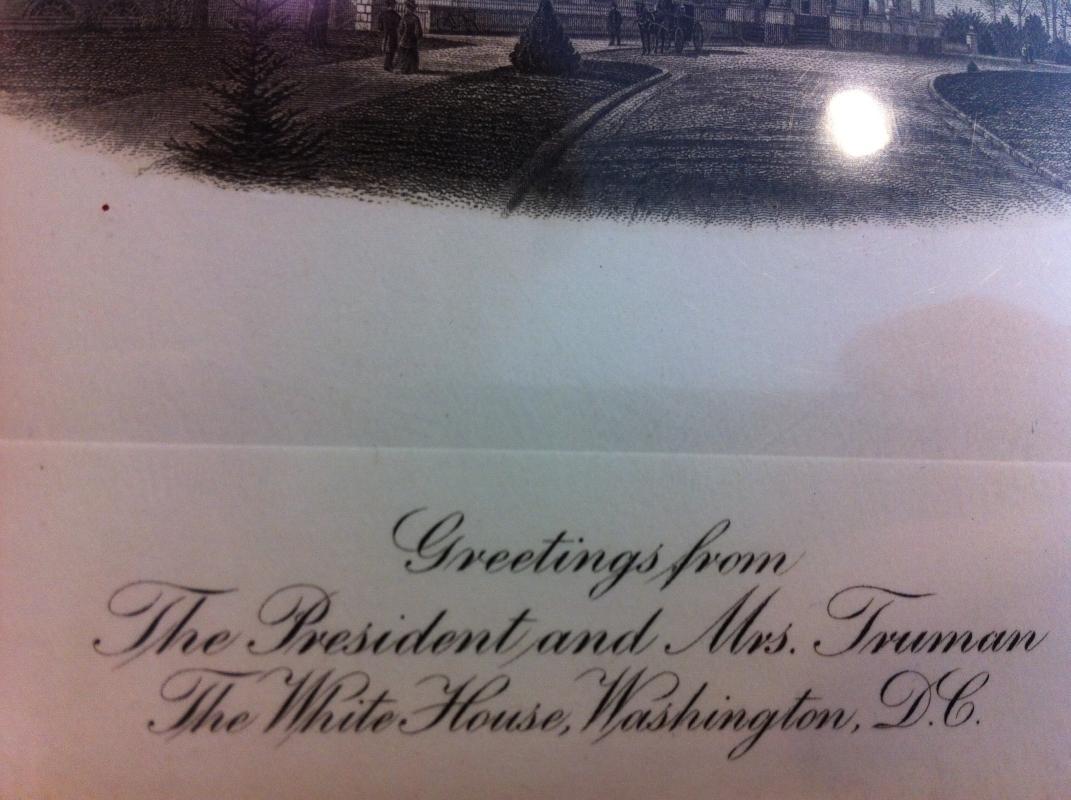 Greetings from
The President and Mrs. Truman
The White House, Washington, D.C.